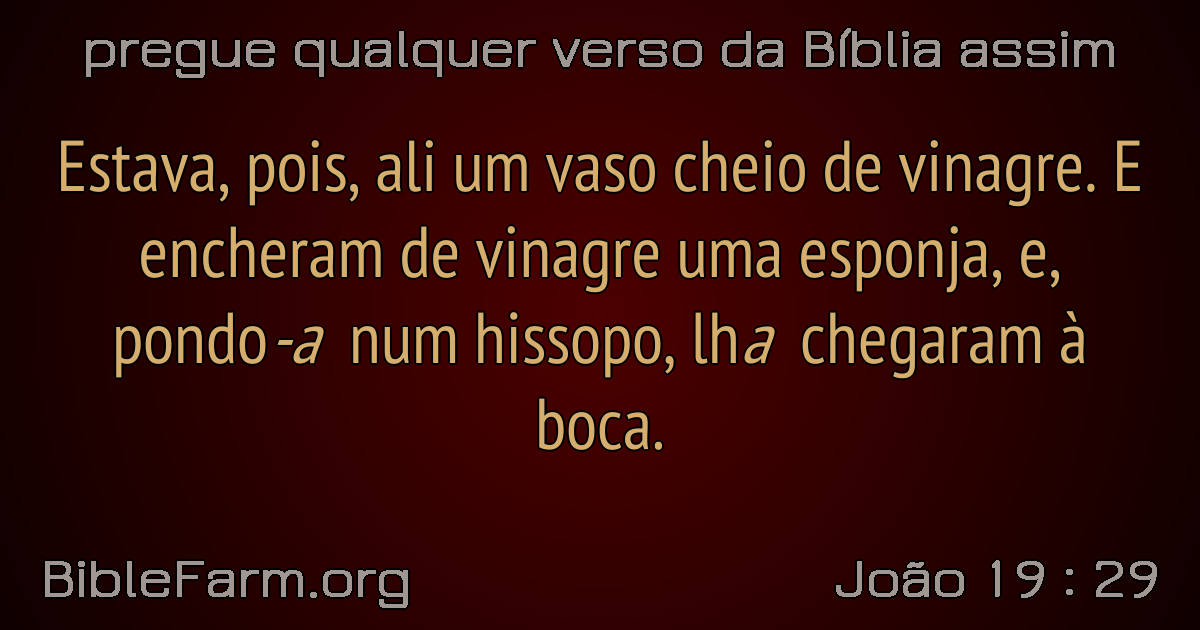 pregue qualquer verso da Bíblia assim
Estava, pois, ali um vaso cheio de vinagre. E
encheram de vinagre uma esponja, e,
pondo-a num hissopo, lha chegaram à
boca.
BibleFarm.org
João 19 : 29